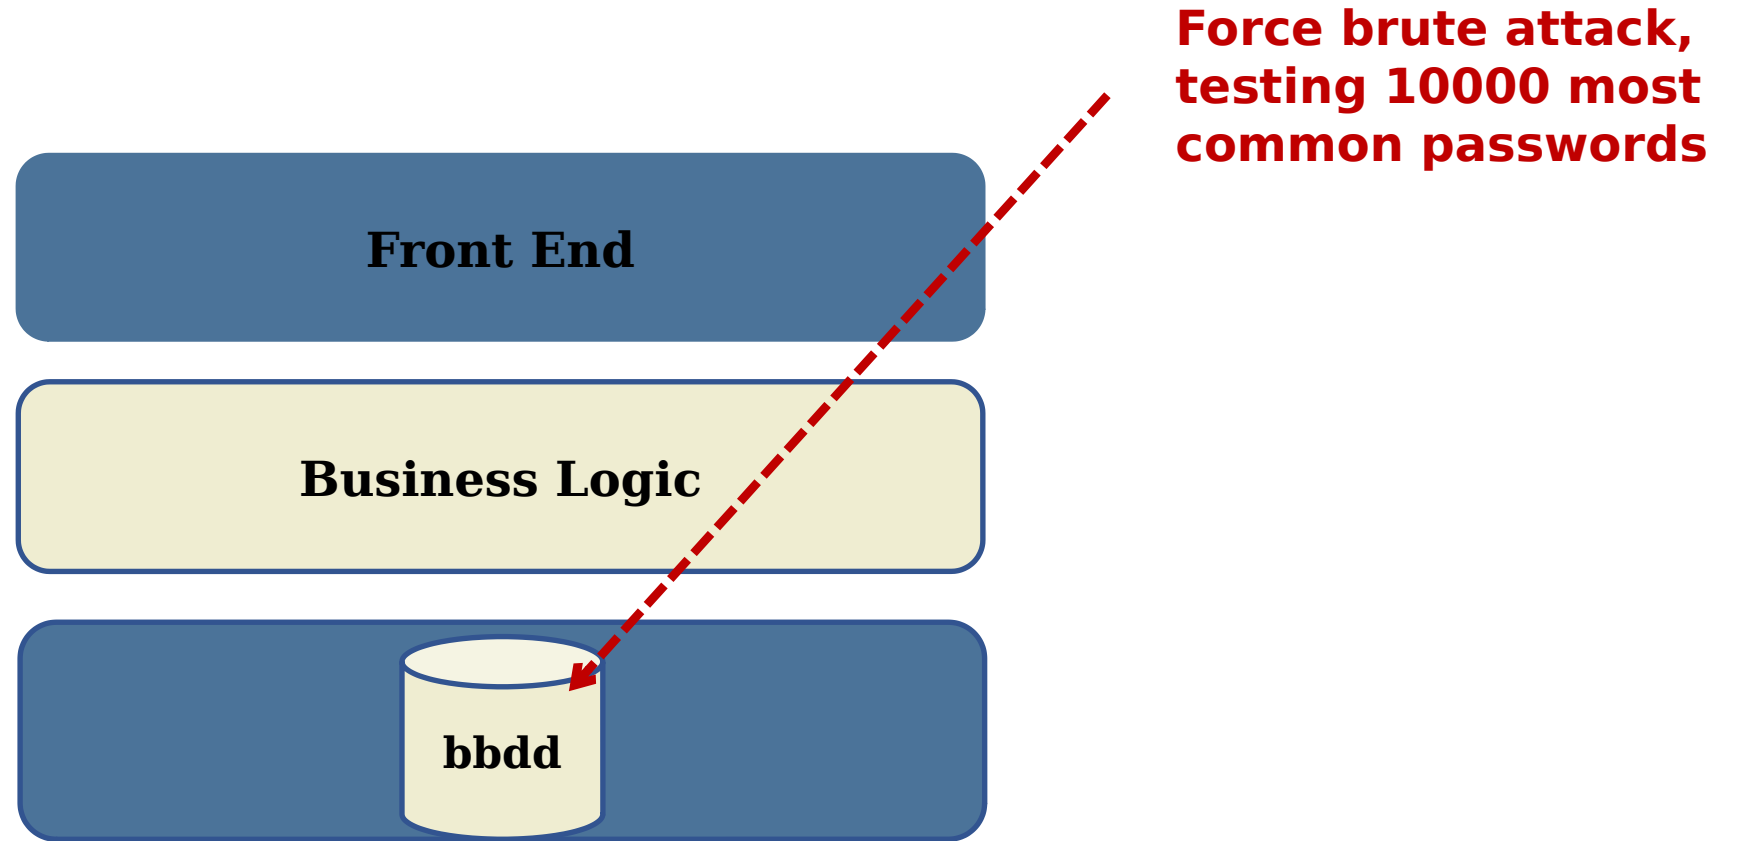 Force brute attack,
testing 10000 most
common passwords
Front End
Business Logic
bbdd